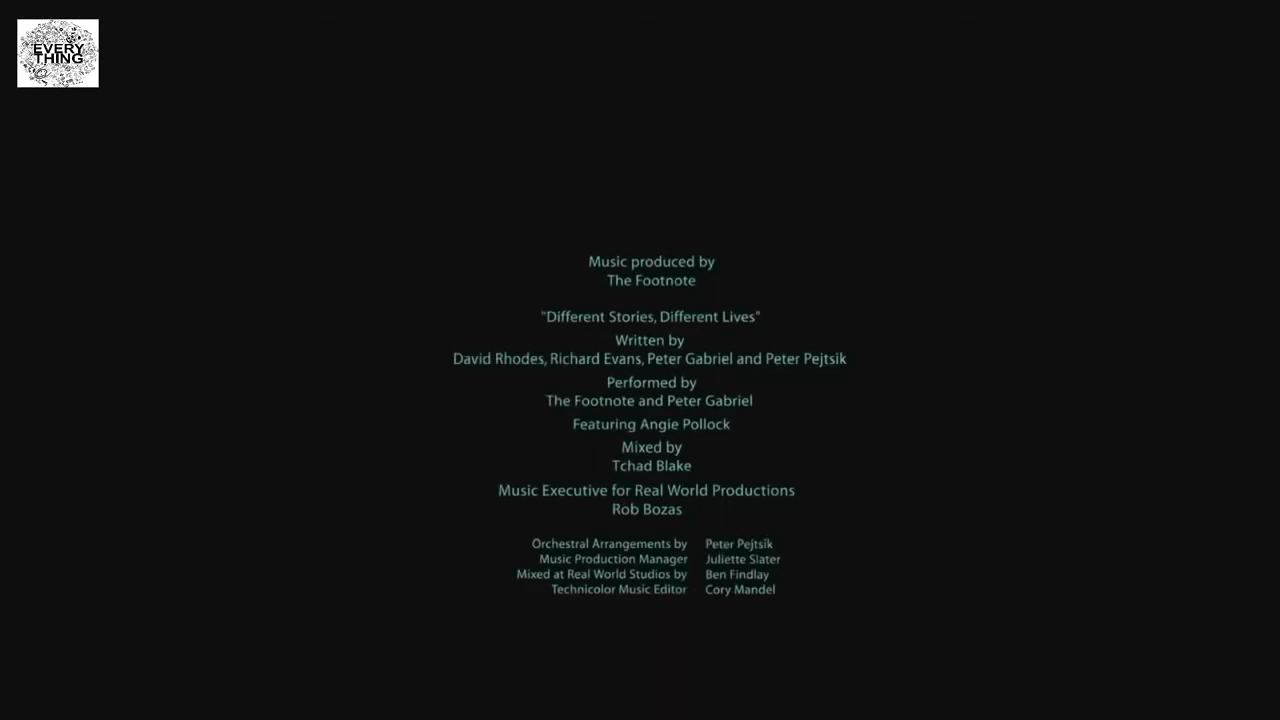 EVERY
THING
Music produced by
The Footnote
"Different Stories, Different Lives"
Written by
David Rhodes, Richard Evans, Peter Gabriel and Peter Pejtsik
Performed by
The Footnote and Peter Gabriel
Featuring Angie Pollock
Mixed by
Tchad Blake
Music Executive for Real World Productions
Rob Bozas
Orchestral Arrangements by Peter Pejtsik
Music Production Manager Juliette Slater
Mixed at Real World Studios by Ben Findlay
Technicolor Music Editor Cory Mandel